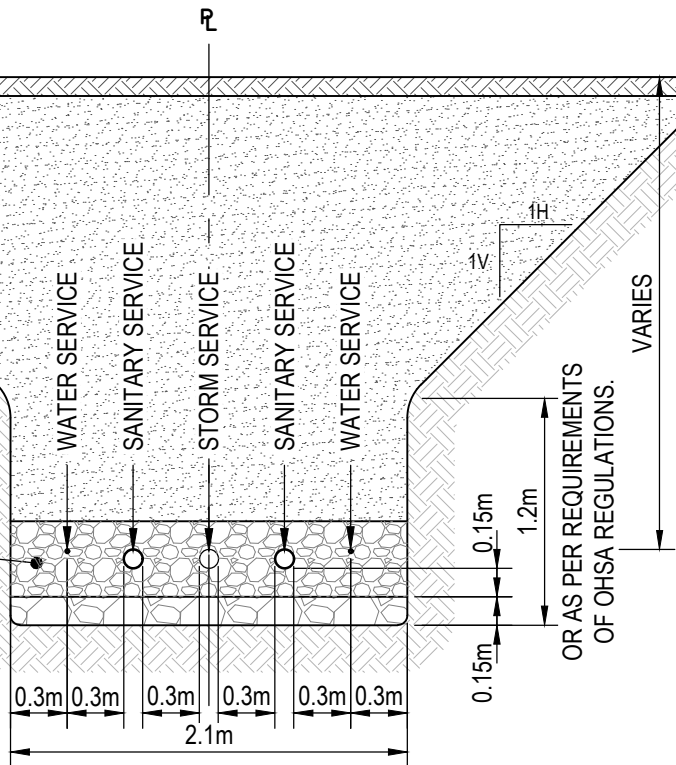 PL
1H
1V
WATER SERVICE
SANITARY SERVICE
STORM SERVICE
SANITARY SERVICE
WATER SERVICE
VARIES
1.2m
OR AS PER REQUIREMENTS
OF OHSA REGULATIONS.
0.15m
0.15m
0.3m
0.3m
0.3m
0.3m
0.3m
0.3m
2.1m